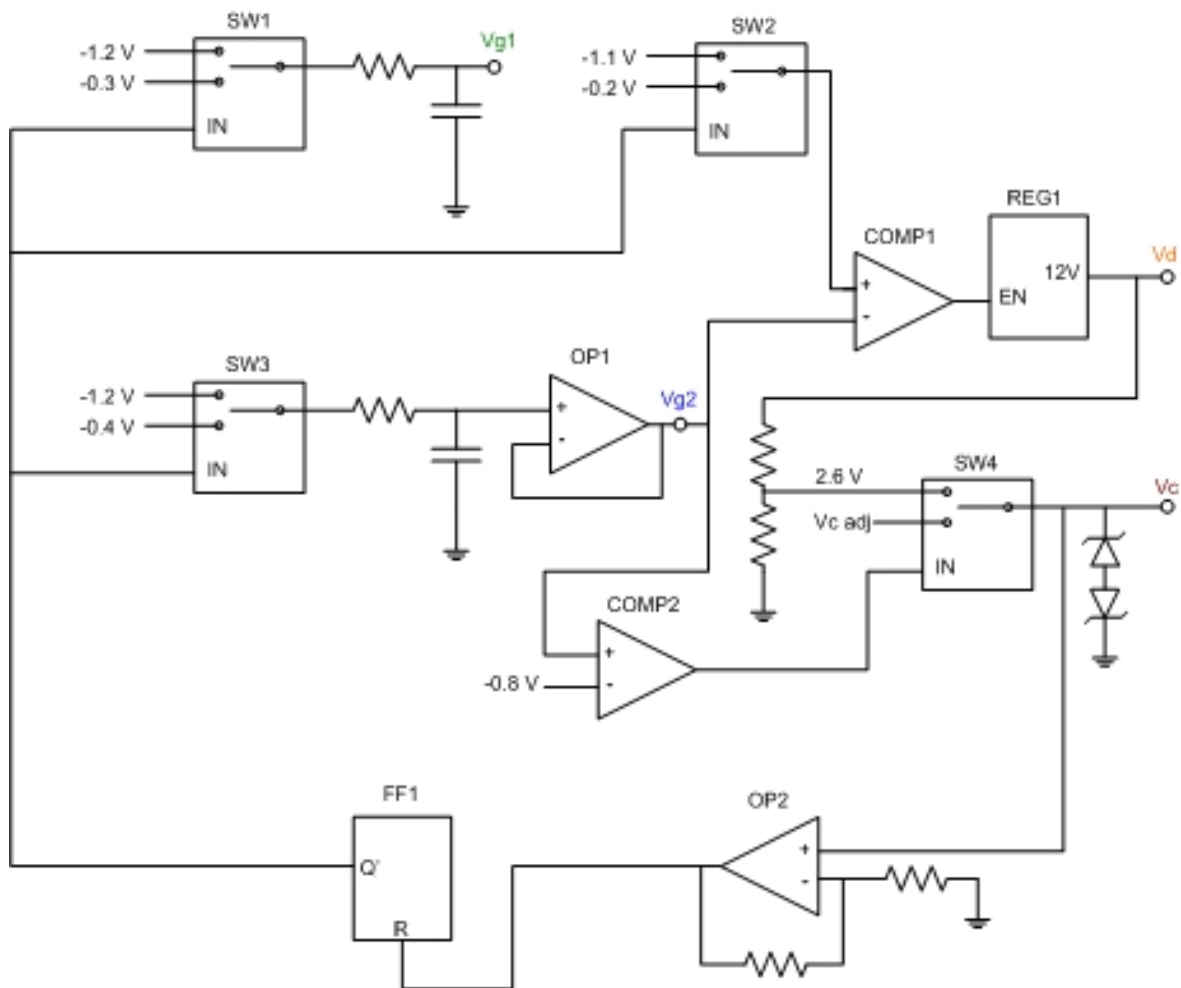 SW1
-1.2 V
-0.3 V
IN
Vg1
SW2
-1.1 V
-0.2 V
IN
COMP1
+
-
REG1
12V
EN
Vd
SW3
-1.2 V
-0.4 V
IN
OP1
+
-
Vg2
2.6 V
Vc adj
SW4
IN
Vc
COMP2
+
-
-0.8 V
FF1
Q'
R
OP2
+
-